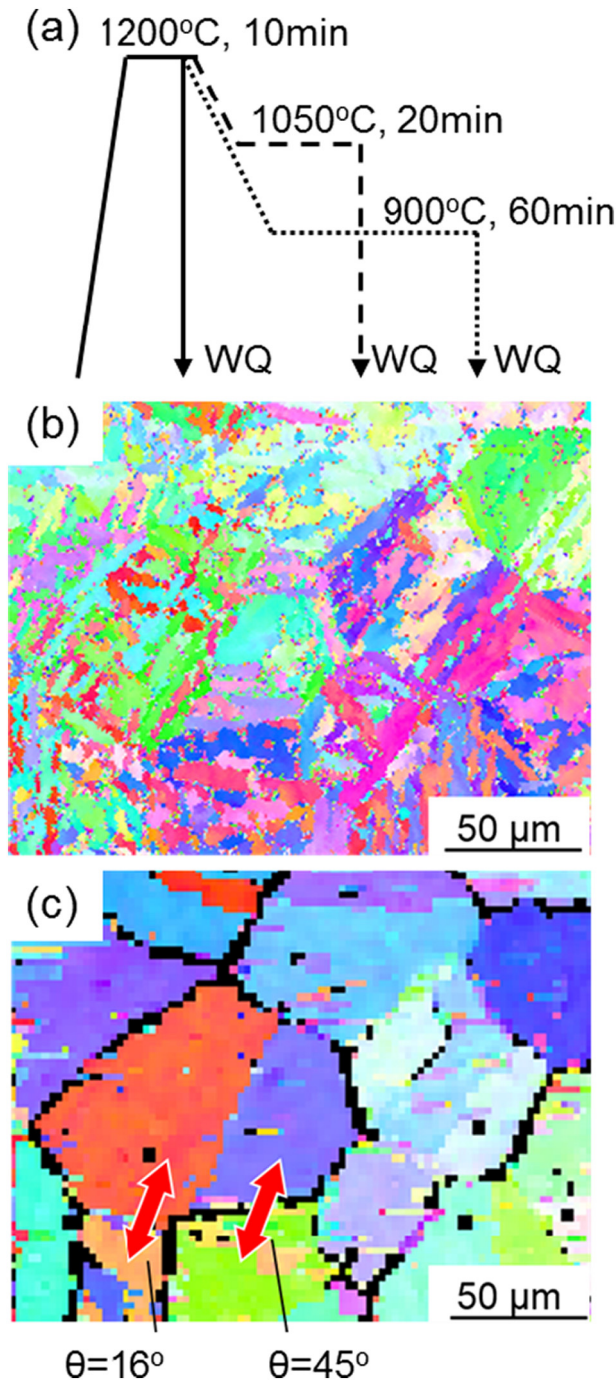 (a) 1200°C, 10min
1050°C, 20min
900°C, 60min
WQ WQ WQ
(b)
50 µm
(c)
50 µm
θ=16° θ=45°